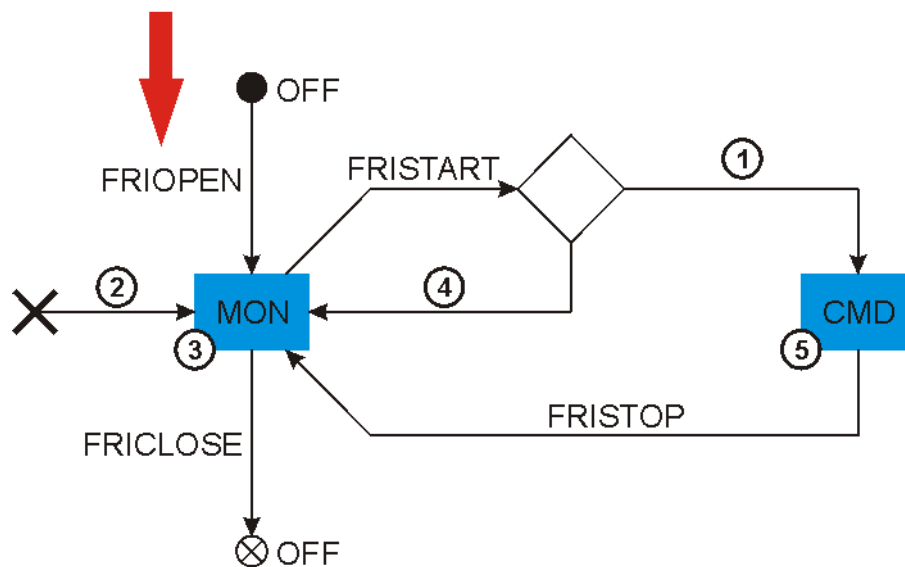 OFF
FRIOPEN
FRISTART
1
2
MON
3
4
CMD
5
FRISTOP
FRICLOSE
OFF